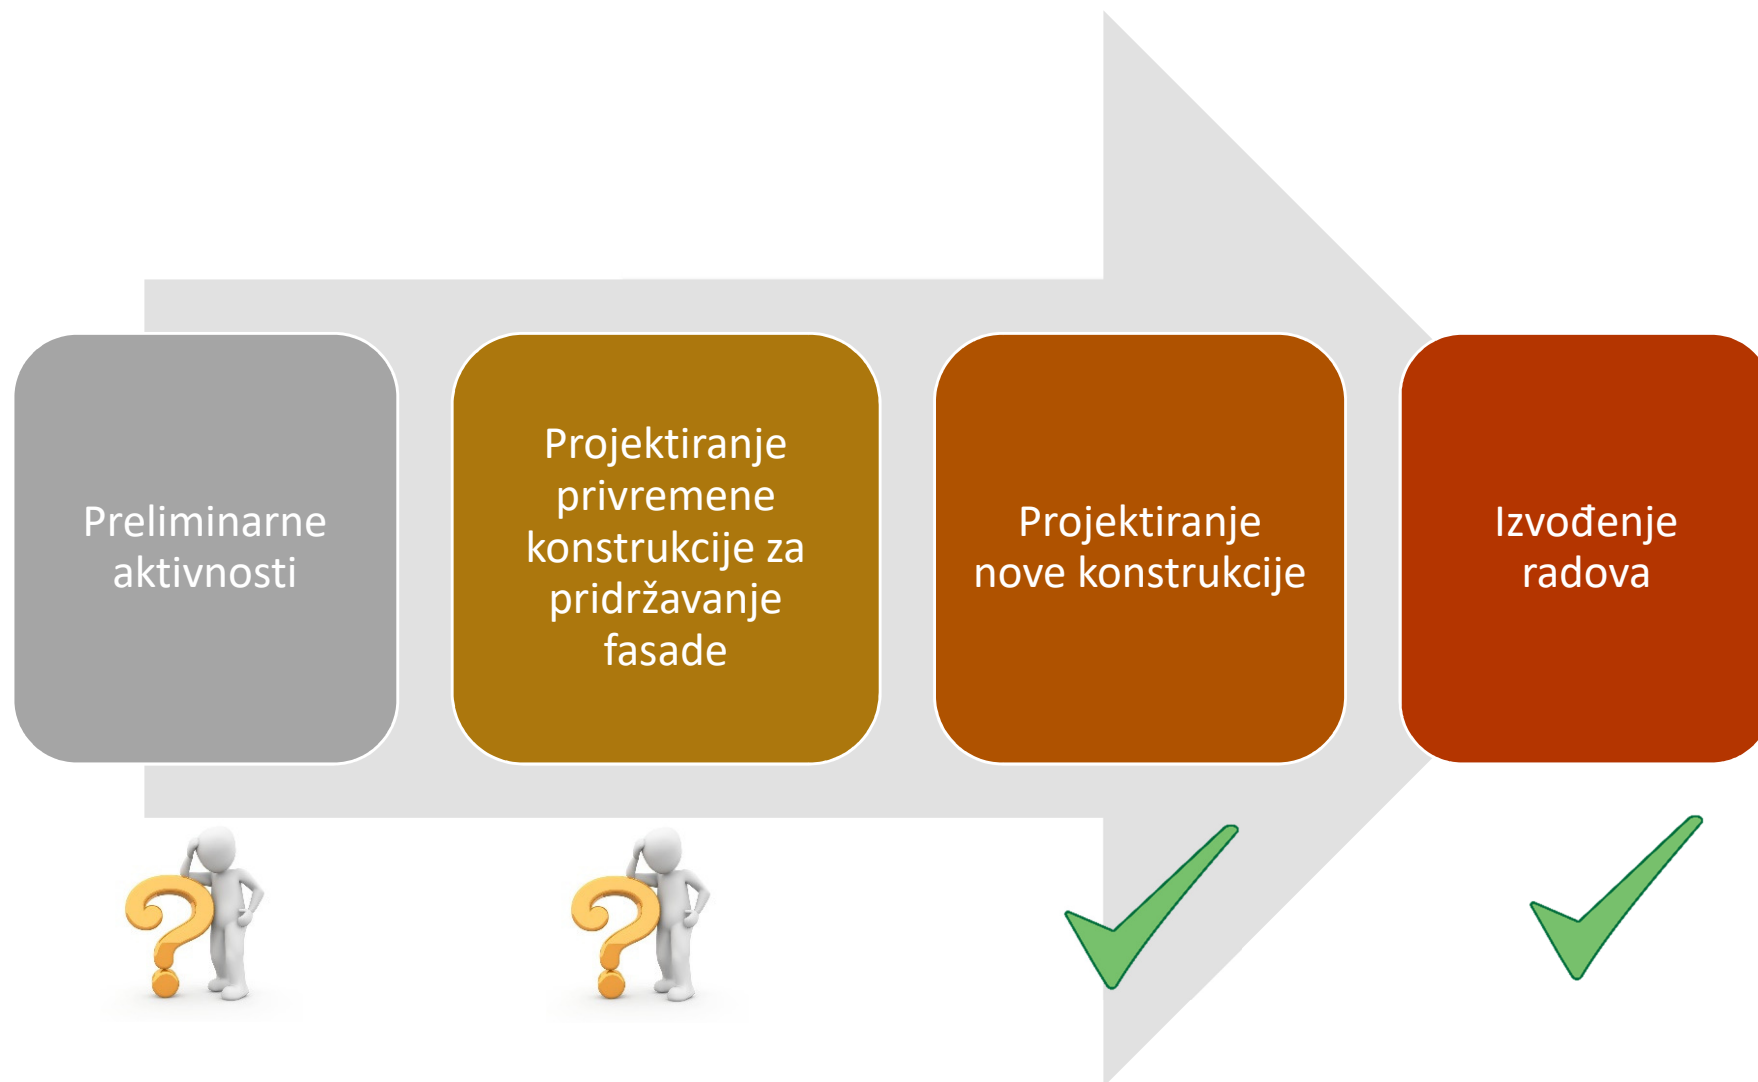 Preliminarne
aktivnosti
Projektiranje
privremene
konstrukcije za
pridržavanje
fasade
Projektiranje
nove konstrukcije
Izvođenje
radova